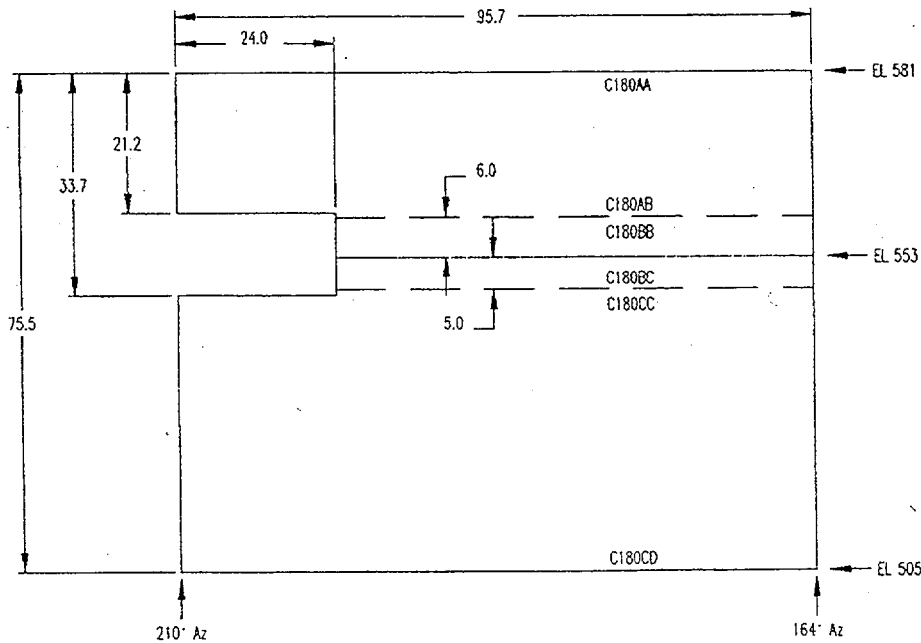 95.7
24.0
EL 581
C180AA
21.2
33.7
6.0
C180AB
C180BB
EL 553
C180BC
C180CC
5.0
75.5
C180CD
EL 505
210° Az
164° Az